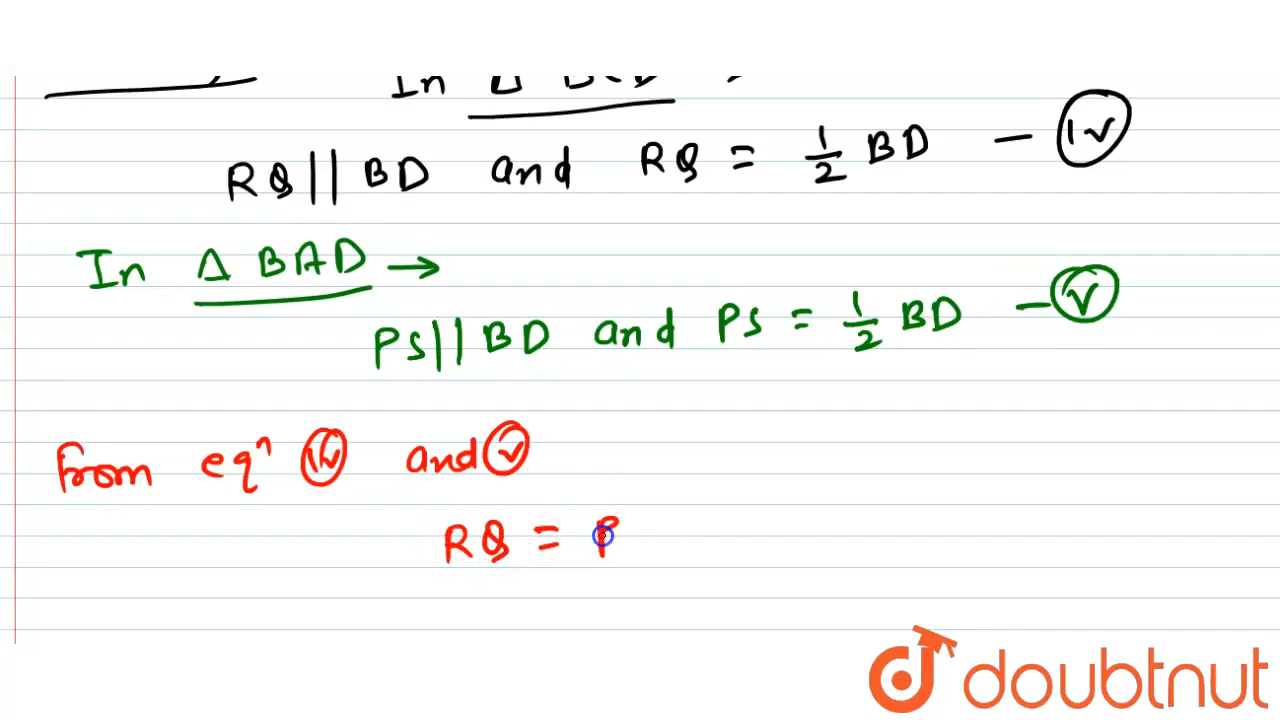 In Δ
RQ || BD and RQ = 1/2 BD - (iv)
In Δ BAD →
PS || BD and PS = 1/2 BD - (v)
From eqⁿ (iv) and (v)
RQ = P
doubtnut